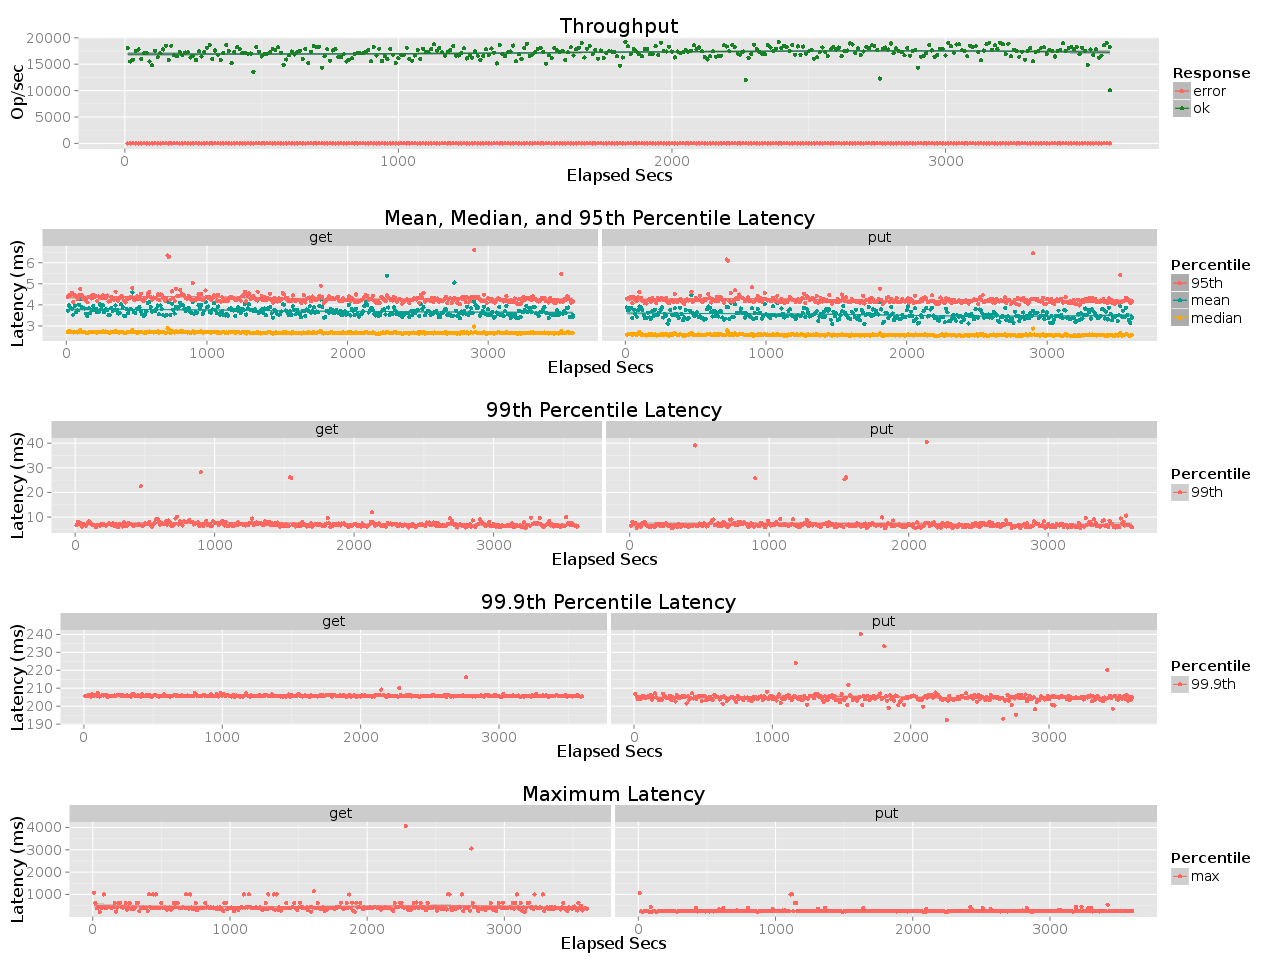 Throughput
Op/sec
20000
15000
10000
5000
0
0 1000 2000 3000
Elapsed Secs
Response
error
ok
Mean, Median, and 95th Percentile Latency
get put
Latency (ms)
6
5
4
3
0 1000 2000 3000 0 1000 2000 3000
Elapsed Secs
Percentile
95th
mean
median
99th Percentile Latency
get put
Latency (ms)
40
30
20
10
0 1000 2000 3000 0 1000 2000 3000
Elapsed Secs
Percentile
99th
99.9th Percentile Latency
get put
Latency (ms)
240
230
220
210
200
190
0 1000 2000 3000 0 1000 2000 3000
Elapsed Secs
Percentile
99.9th
Maximum Latency
get put
Latency (ms)
4000
3000
2000
1000
0 1000 2000 3000 0 1000 2000 3000
Elapsed Secs
Percentile
max